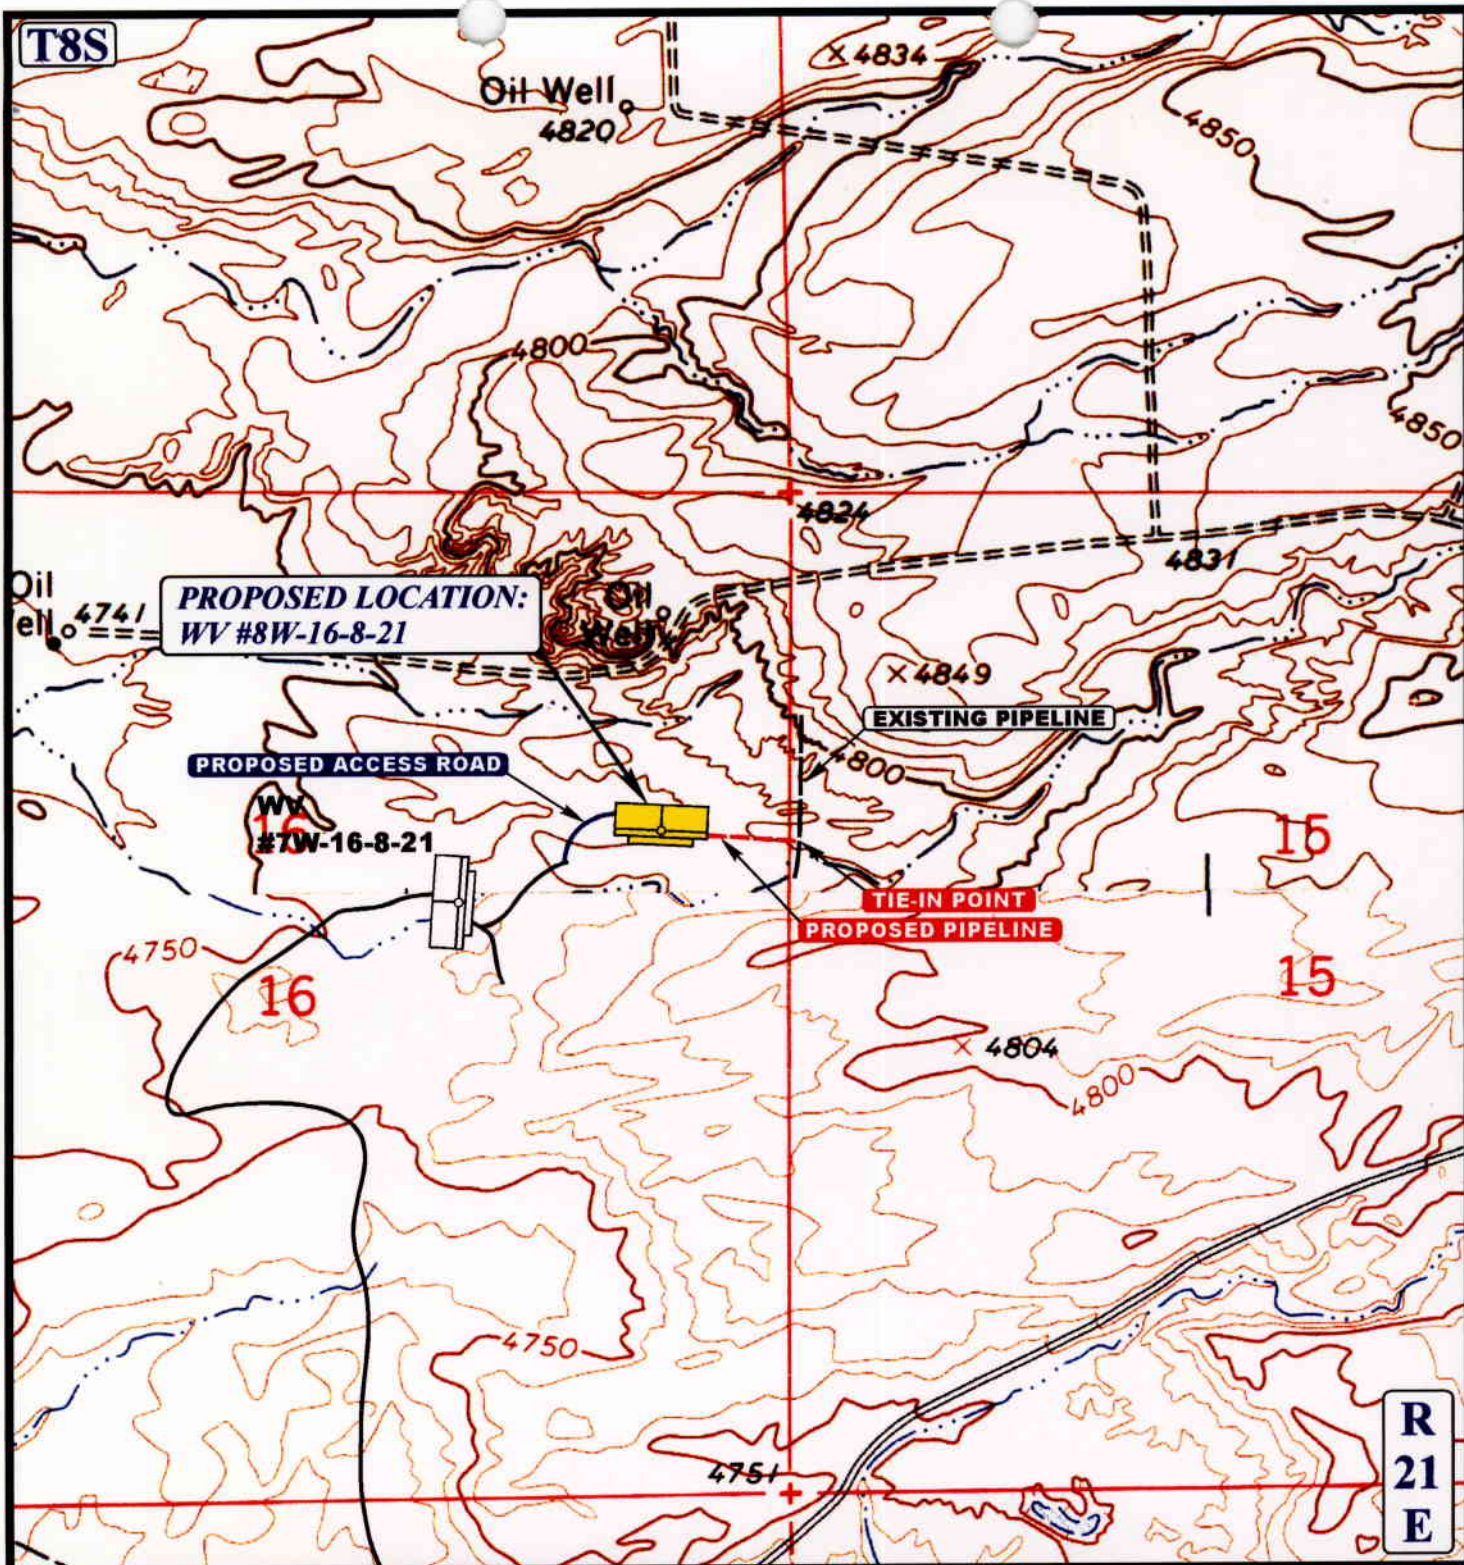 T8S
4834
Oil Well
4820
4850
4800
4850
4824
4831
Oil
ell
4741
PROPOSED LOCATION:
WV #8W-16-8-21
Oil
Well
4849
EXISTING PIPELINE
4800
PROPOSED ACCESS ROAD
WV
#7W-16-8-21
16
15
TIE-IN POINT
PROPOSED PIPELINE
4750
16
15
4804
4800
4750
4751
R
21
E